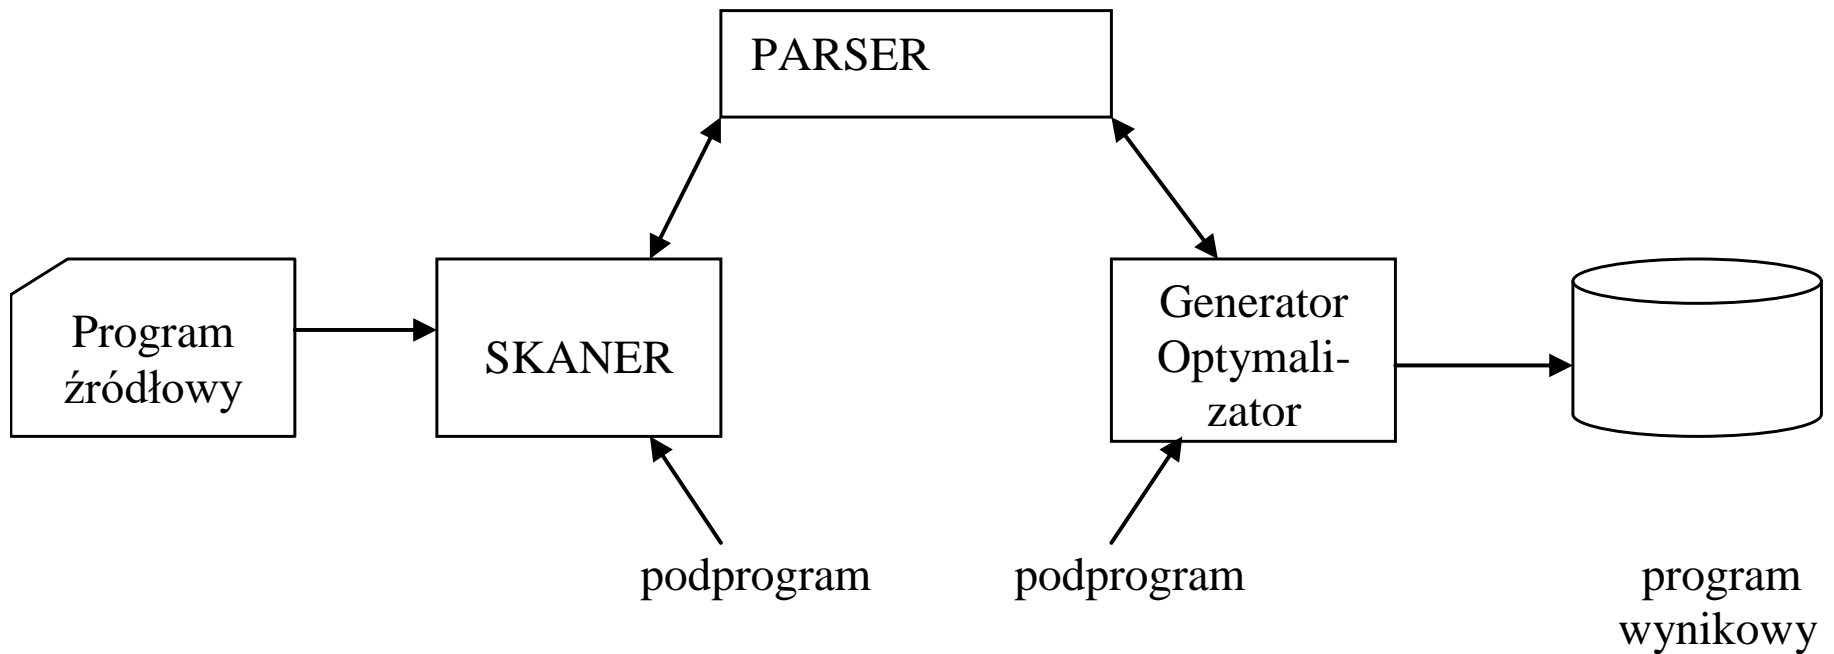 PARSER
Program
źródłowy
SKANER
Generator
Optymali-
zator
podprogram
podprogram
program
wynikowy